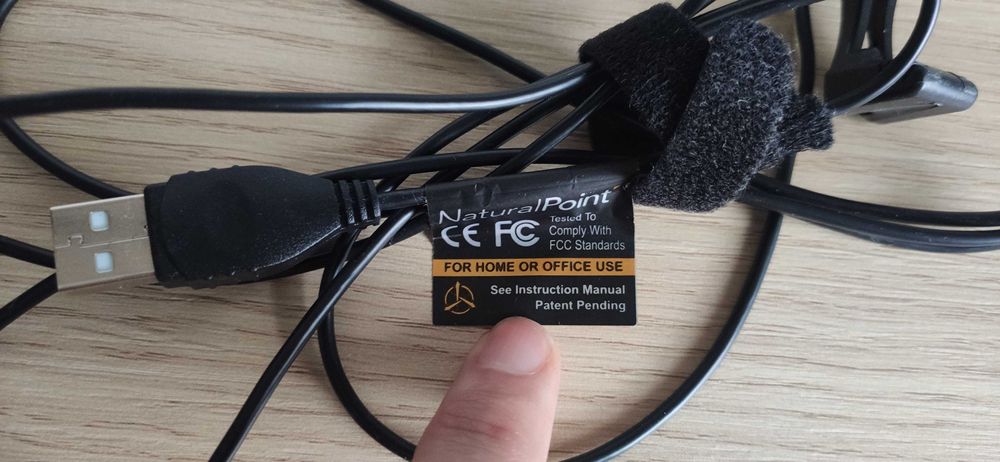 NaturalPoint
CE FC Tested To
Comply With
FCC Standards
FOR HOME OR OFFICE USE
See Instruction Manual
Patent Pending